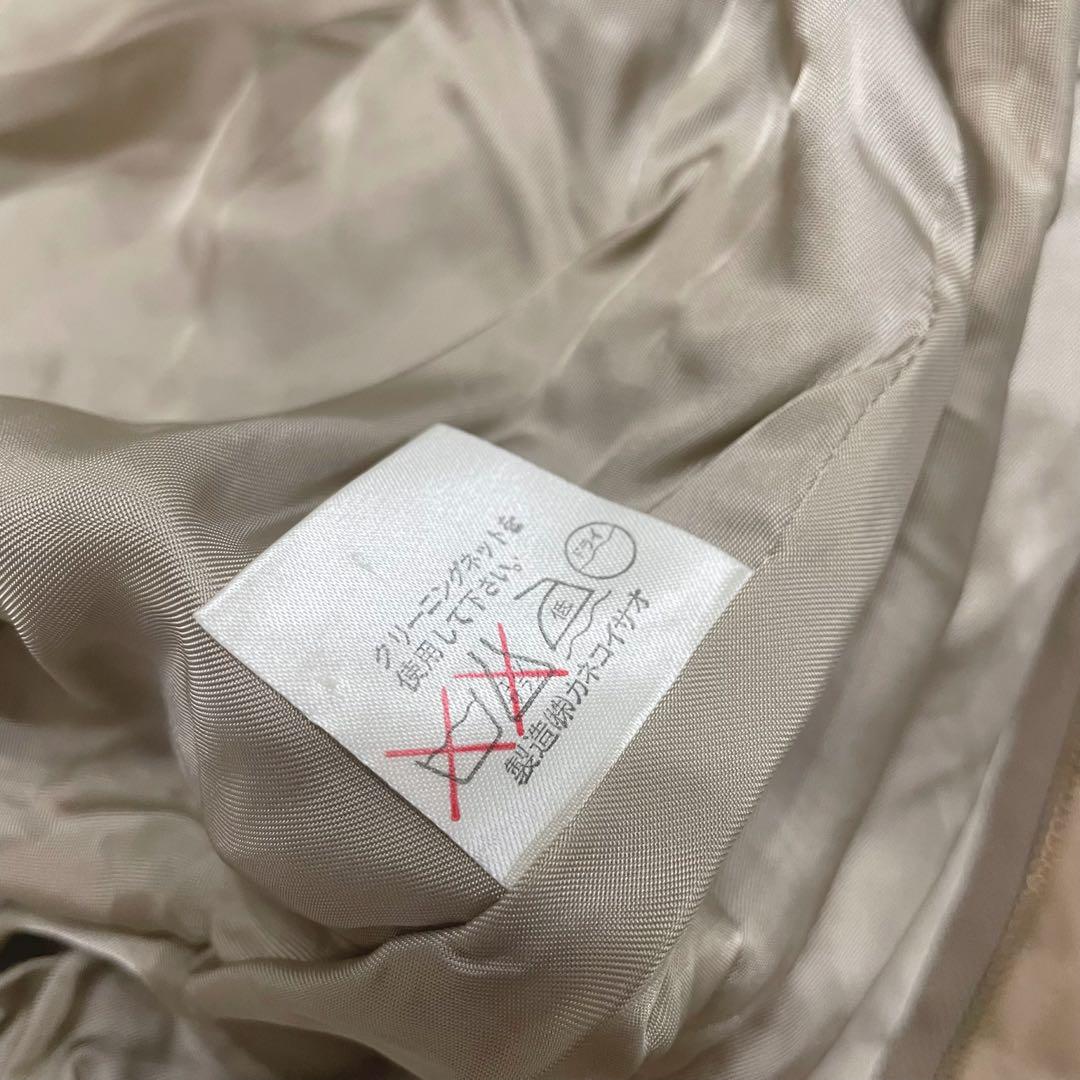 クリーニングネットを
使用して下さい。
低 ドライ
製造(株)カネコイサオ